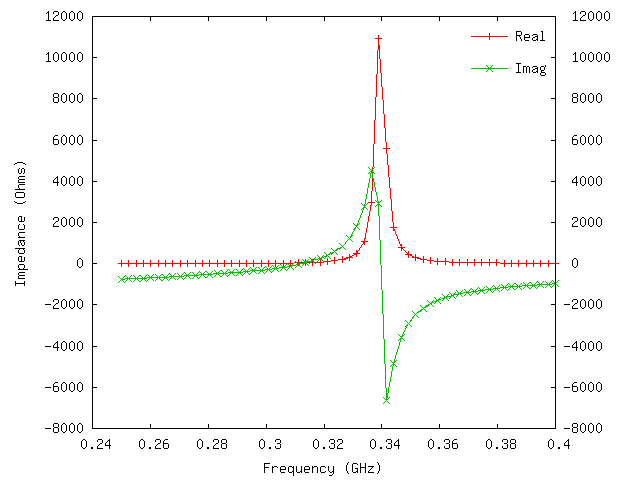 12000 12000
Real
10000 10000
Imag
8000 8000
6000 6000
4000 4000
2000 2000
0 0
-2000 -2000
-4000 -4000
-6000 -6000
-8000 -8000
Impedance (Ohms)
0.24 0.26 0.28 0.3 0.32 0.34 0.36 0.38 0.4
Frequency (GHz)